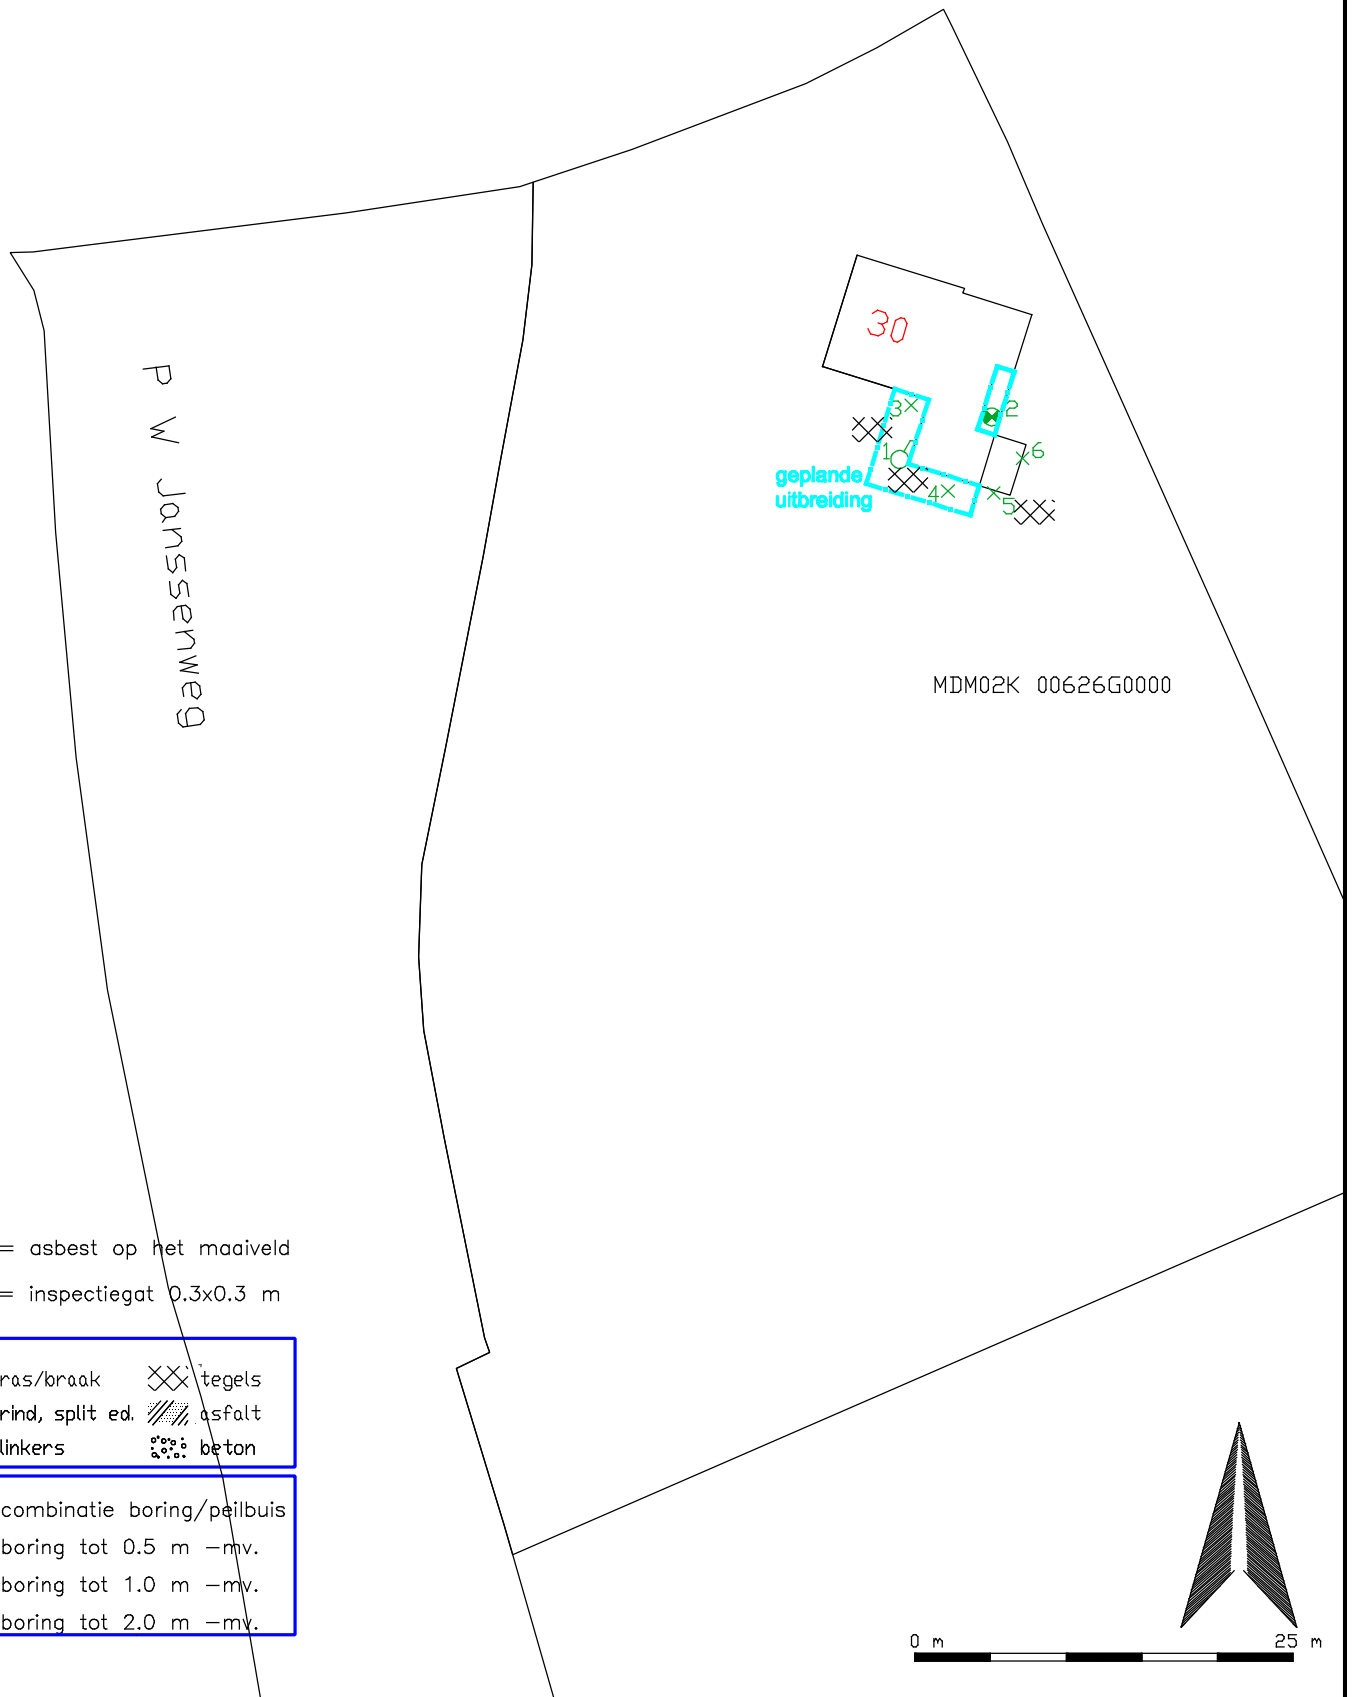 30
3
2
1
6
geplande
4
uitbreiding
5
P W Janssenweg
MDM02K 00626G0000
= asbest op het maaiveld
= inspectiegat 0.3x0.3 m
ras/braak tegels
rind, split ed. asfalt
linkers beton
combinatie boring/peilbuis
boring tot 0.5 m -mv.
boring tot 1.0 m -mv.
boring tot 2.0 m -mv.
0 m 25 m